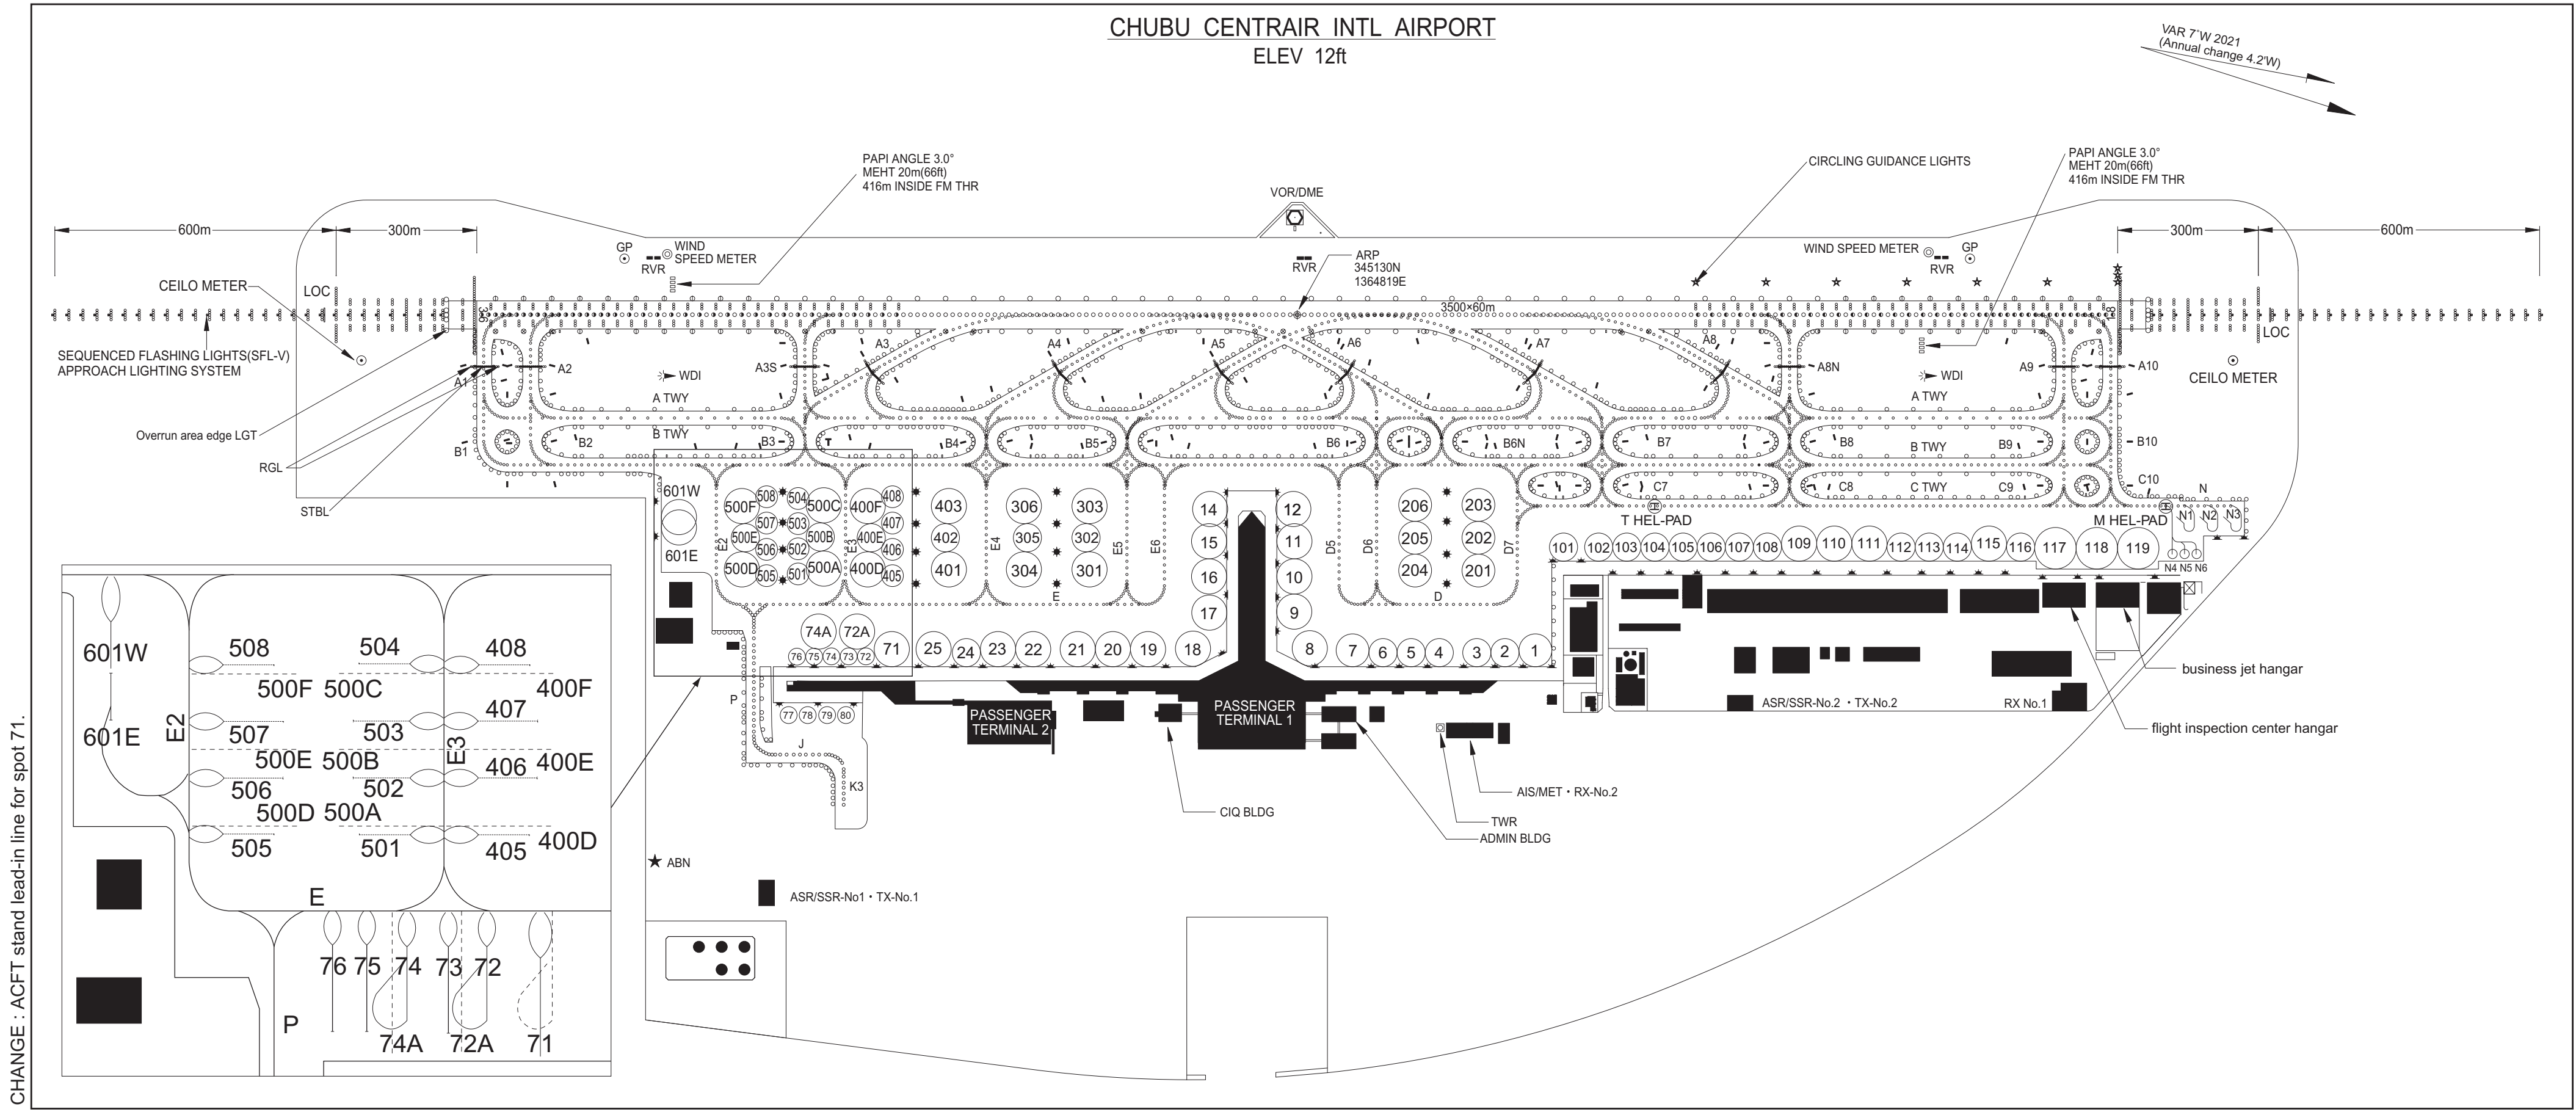 CHUBU CENTRAIR INTL AIRPORT
ELEV 12ft
VAR 7°W 2021
(Annual change 4.2'W)
PAPI ANGLE 3.0°
MEHT 20m(66ft)
416m INSIDE FM THR
CIRCLING GUIDANCE LIGHTS
PAPI ANGLE 3.0°
MEHT 20m(66ft)
416m INSIDE FM THR
VOR/DME
600m
300m
300m
600m
GP
WIND
SPEED METER
RVR
RVR
ARP
345130N
1364819E
WIND SPEED METER
GP
RVR
CEILO METER
LOC
36
3500×60m
18
LOC
SEQUENCED FLASHING LIGHTS(SFL-V)
APPROACH LIGHTING SYSTEM
A1
A2
WDI
A3S
A3
A4
A5
A6
A7
A8
A8N
WDI
A9
A10
CEILO METER
A TWY
A TWY
Overrun area edge LGT
B TWY
B1
B2
B3
B4
B5
B6
B6N
B7
B8
B TWY
B9
B10
RGL
STBL
C7
C8
C TWY
C9
C10
N
T HEL-PAD
M HEL-PAD
N1
N2
N3
N4 N5 N6
601W
601E
500F
508
504
500C
400F
408
403
306
303
14
12
206
203
507
503
407
500E
500B
400E
402
305
302
15
11
205
202
506
502
406
500D
505
501
500A
400D
405
401
304
301
16
10
204
201
17
9
E2
E3
E4
E5
E6
D5
D6
D7
E
D
101
102
103
104
105
106
107
108
109
110
111
112
113
114
115
116
117
118
119
74A
72A
76
75
74
73
72
71
25
24
23
22
21
20
19
18
8
7
6
5
4
3
2
1
P
77
78
79
80
J
K3
PASSENGER
TERMINAL 2
PASSENGER
TERMINAL 1
ASR/SSR-No.2・TX-No.2
RX No.1
business jet hangar
flight inspection center hangar
AIS/MET・RX-No.2
TWR
ADMIN BLDG
CIQ BLDG
ABN
ASR/SSR-No1・TX-No.1
601W
601E
E2
508
504
408
500F
500C
400F
507
503
407
E3
500E
500B
400E
506
502
406
500D
500A
400D
505
501
405
E
76
75
74
73
72
P
74A
72A
71
CHANGE : ACFT stand lead-in line for spot 71.